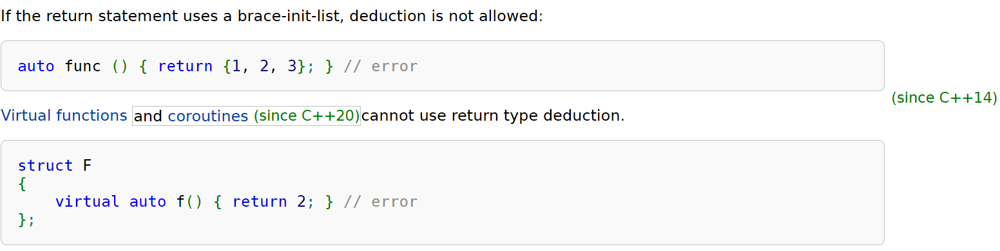 If the return statement uses a brace-init-list, deduction is not allowed:
auto func () { return {1, 2, 3}; } // error
(since C++14)
Virtual functions and coroutines (since C++20) cannot use return type deduction.
struct F
{
    virtual auto f() { return 2; } // error
};